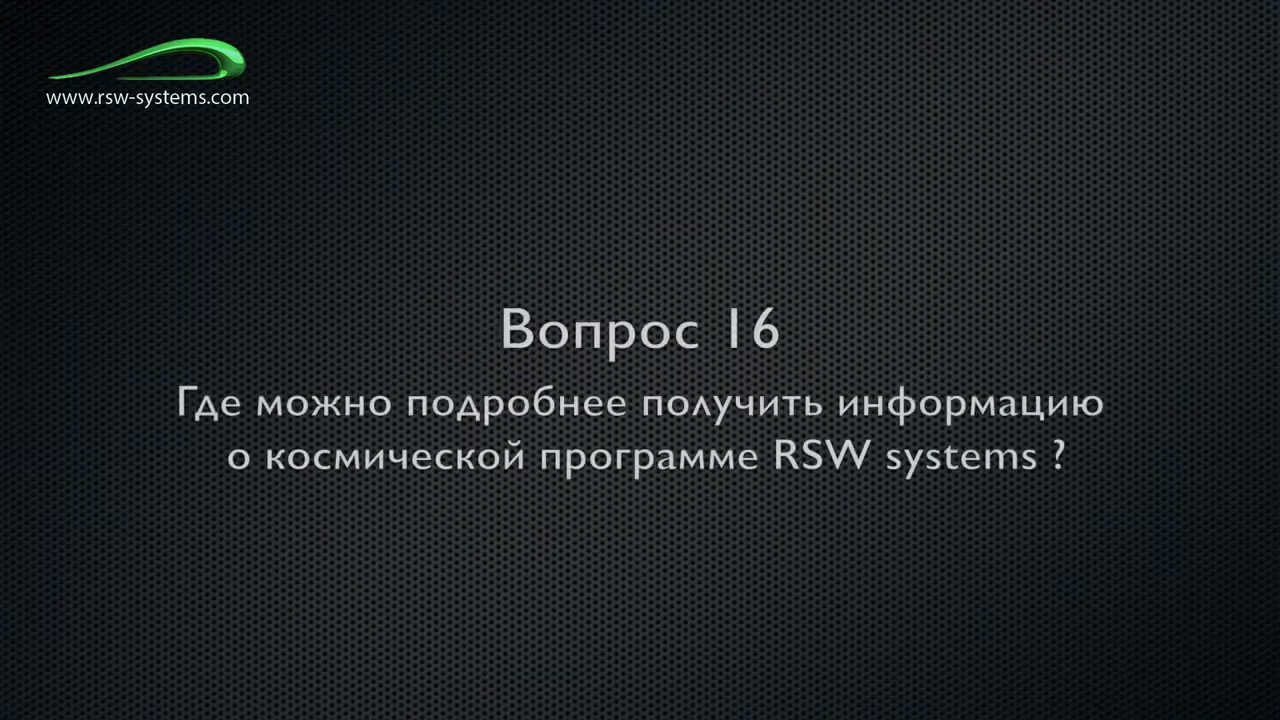 www.rsw-systems.com
Вопрос 16
Где можно подробнее получить информацию
о космической программе RSW systems ?